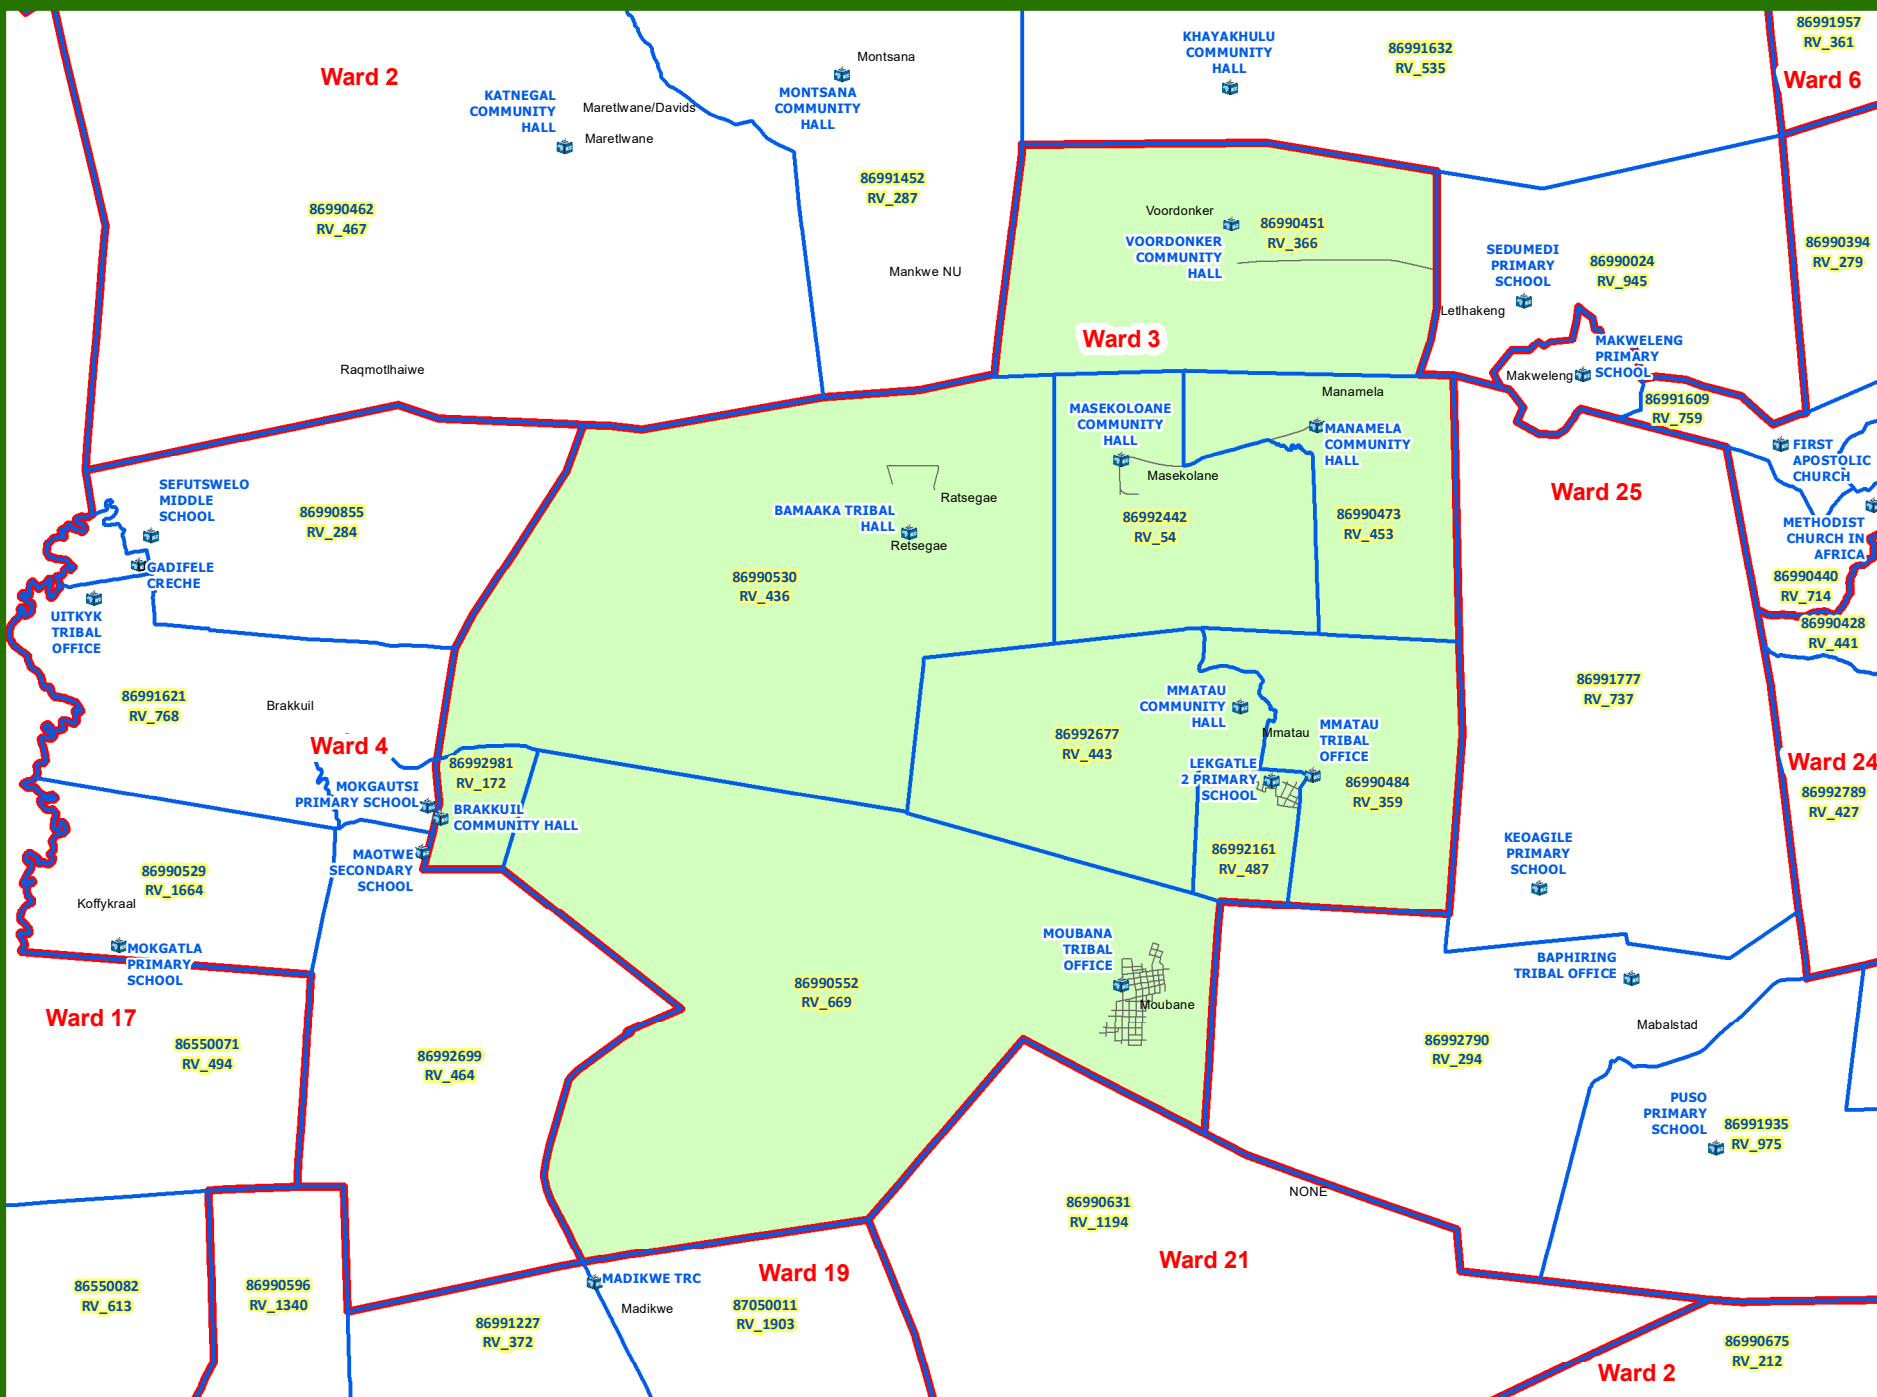 86991957
RV_361
Ward 6
KHAYAKHULU
COMMUNITY
HALL
86991632
RV_535
Ward 2
Montsana
MONTSANA
COMMUNITY
HALL
KATNEGAL
COMMUNITY
HALL
Maretlwane/Davids
Maretlwane
86990462
RV_467
86991452
RV_287
Mankwe NU
Raqmotlhaiwe
Voordonker
VOORDONKER
COMMUNITY
HALL
86990451
RV_366
Ward 3
SEDUMEDI
PRIMARY
SCHOOL
86990024
RV_945
86990394
RV_279
Letlhakeng
MAKWELENG
PRIMARY
SCHOOL
Makweleng
86991609
RV_759
MASEKOLOANE
COMMUNITY
HALL
Masekolane
Manamela
MANAMELA
COMMUNITY
HALL
86992442
RV_54
86990473
RV_453
Ward 25
FIRST
APOSTOLIC
CHURCH
METHODIST
CHURCH IN
AFRICA
86990440
RV_714
86990428
RV_441
SEFUTSWELO
MIDDLE
SCHOOL
86990855
RV_284
GADIFELE
CRECHE
UITKYK
TRIBAL
OFFICE
Ratsegae
BAMAAKA TRIBAL
HALL
Retsegae
86990530
RV_436
86991621
RV_768
Brakkuil
Ward 4
MOKGAUTSI
PRIMARY SCHOOL
86992981
RV_172
BRAKKUIL
COMMUNITY HALL
MAOTWE
SECONDARY
SCHOOL
86992677
RV_443
MMATAU
COMMUNITY
HALL
Mmatau
MMATAU
TRIBAL
OFFICE
LEKGATLE
2 PRIMARY
SCHOOL
86990484
RV_359
86992161
RV_487
86991777
RV_737
Ward 24
86992789
RV_427
KEOAGILE
PRIMARY
SCHOOL
86990529
RV_1664
Koffykraal
MOKGATLA
PRIMARY
SCHOOL
Ward 17
86550071
RV_494
86992699
RV_464
86990552
RV_669
MOUBANA
TRIBAL
OFFICE
Moubane
BAPHIRING
TRIBAL OFFICE
Mabalstad
86992790
RV_294
PUSO
PRIMARY
SCHOOL
86991935
RV_975
NONE
86990631
RV_1194
Ward 21
Ward 19
87050011
RV_1903
MADIKWE TRC
Madikwe
86550082
RV_613
86990596
RV_1340
86991227
RV_372
86990675
RV_212
Ward 2